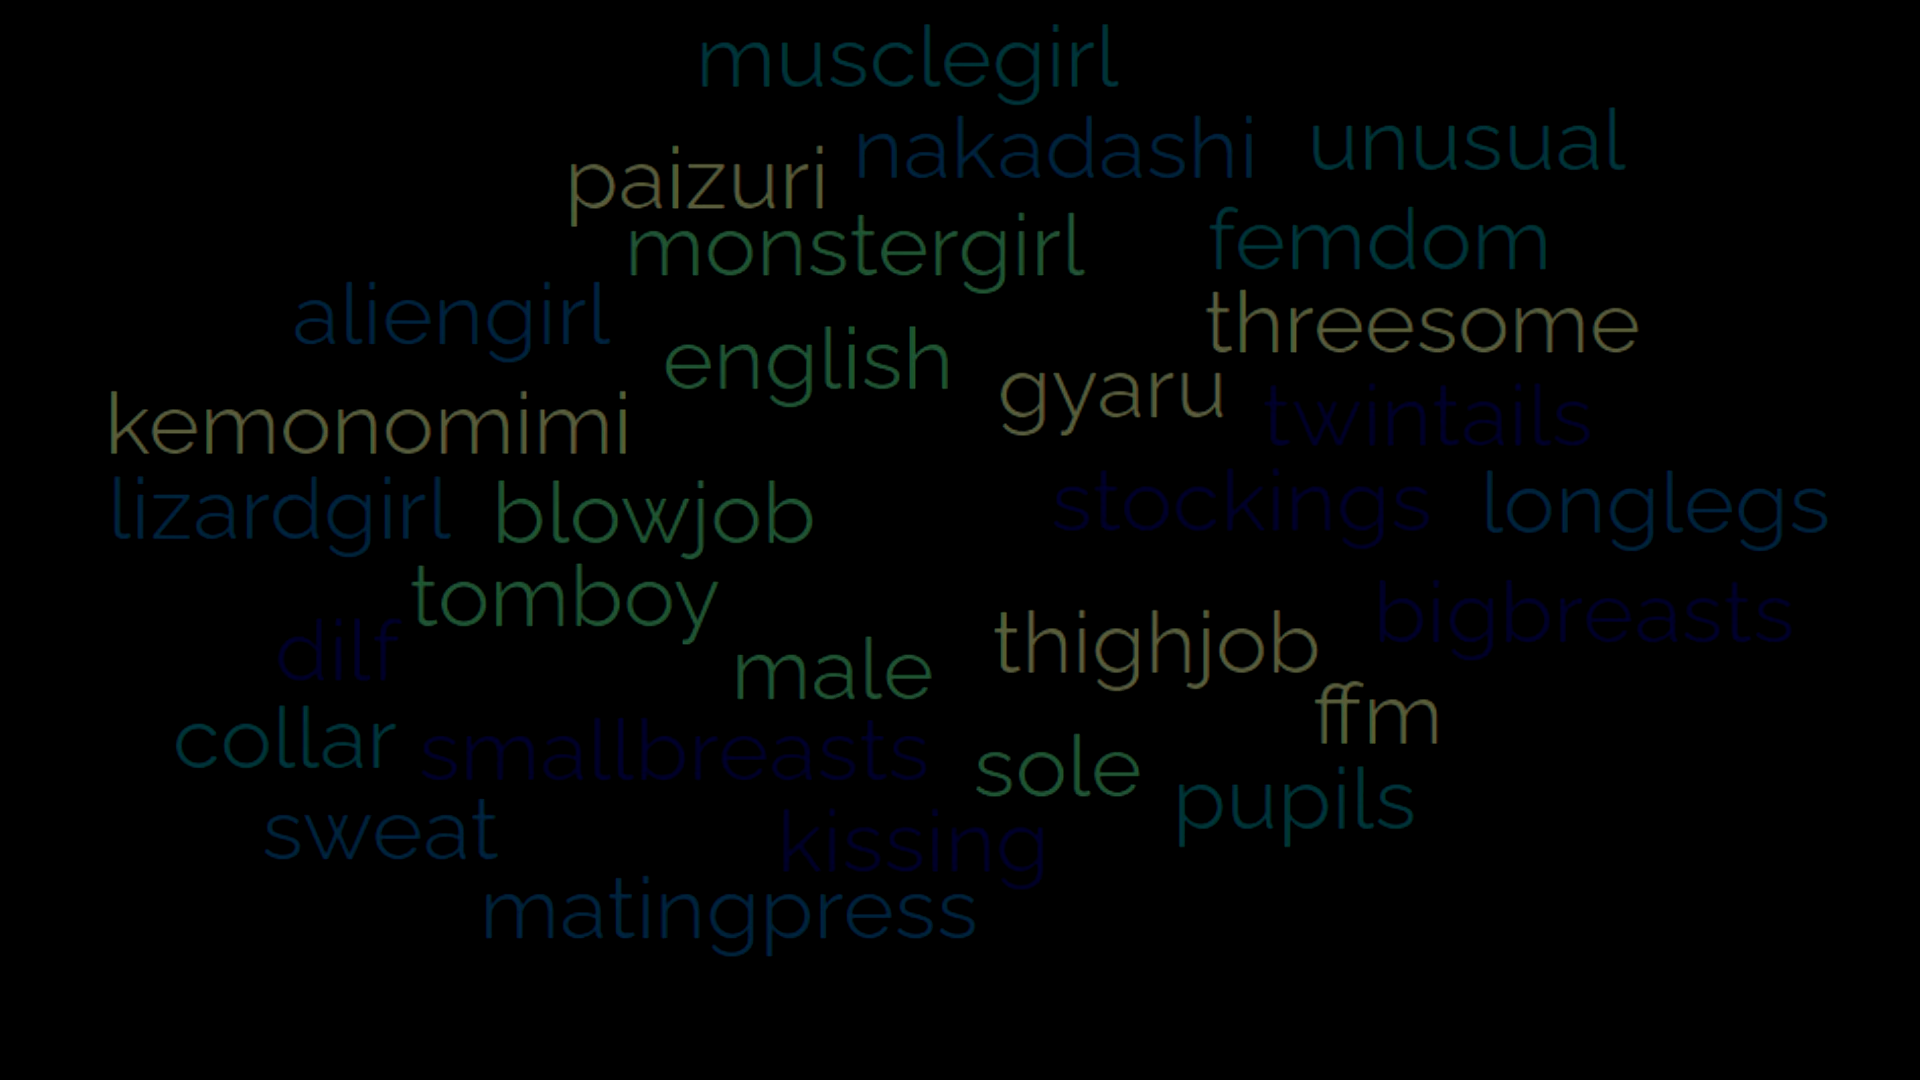 musclegirl
nakadashi unusual
paizuri
monstergirl femdom
aliengirl threesome
english gyaru
kemonomimi twintails
lizardgirl blowjob stockings longlegs
tomboy bigbreasts
dilf male thighjob
ffm
collar smallbreasts sole
sweat kissing pupils
matingpress